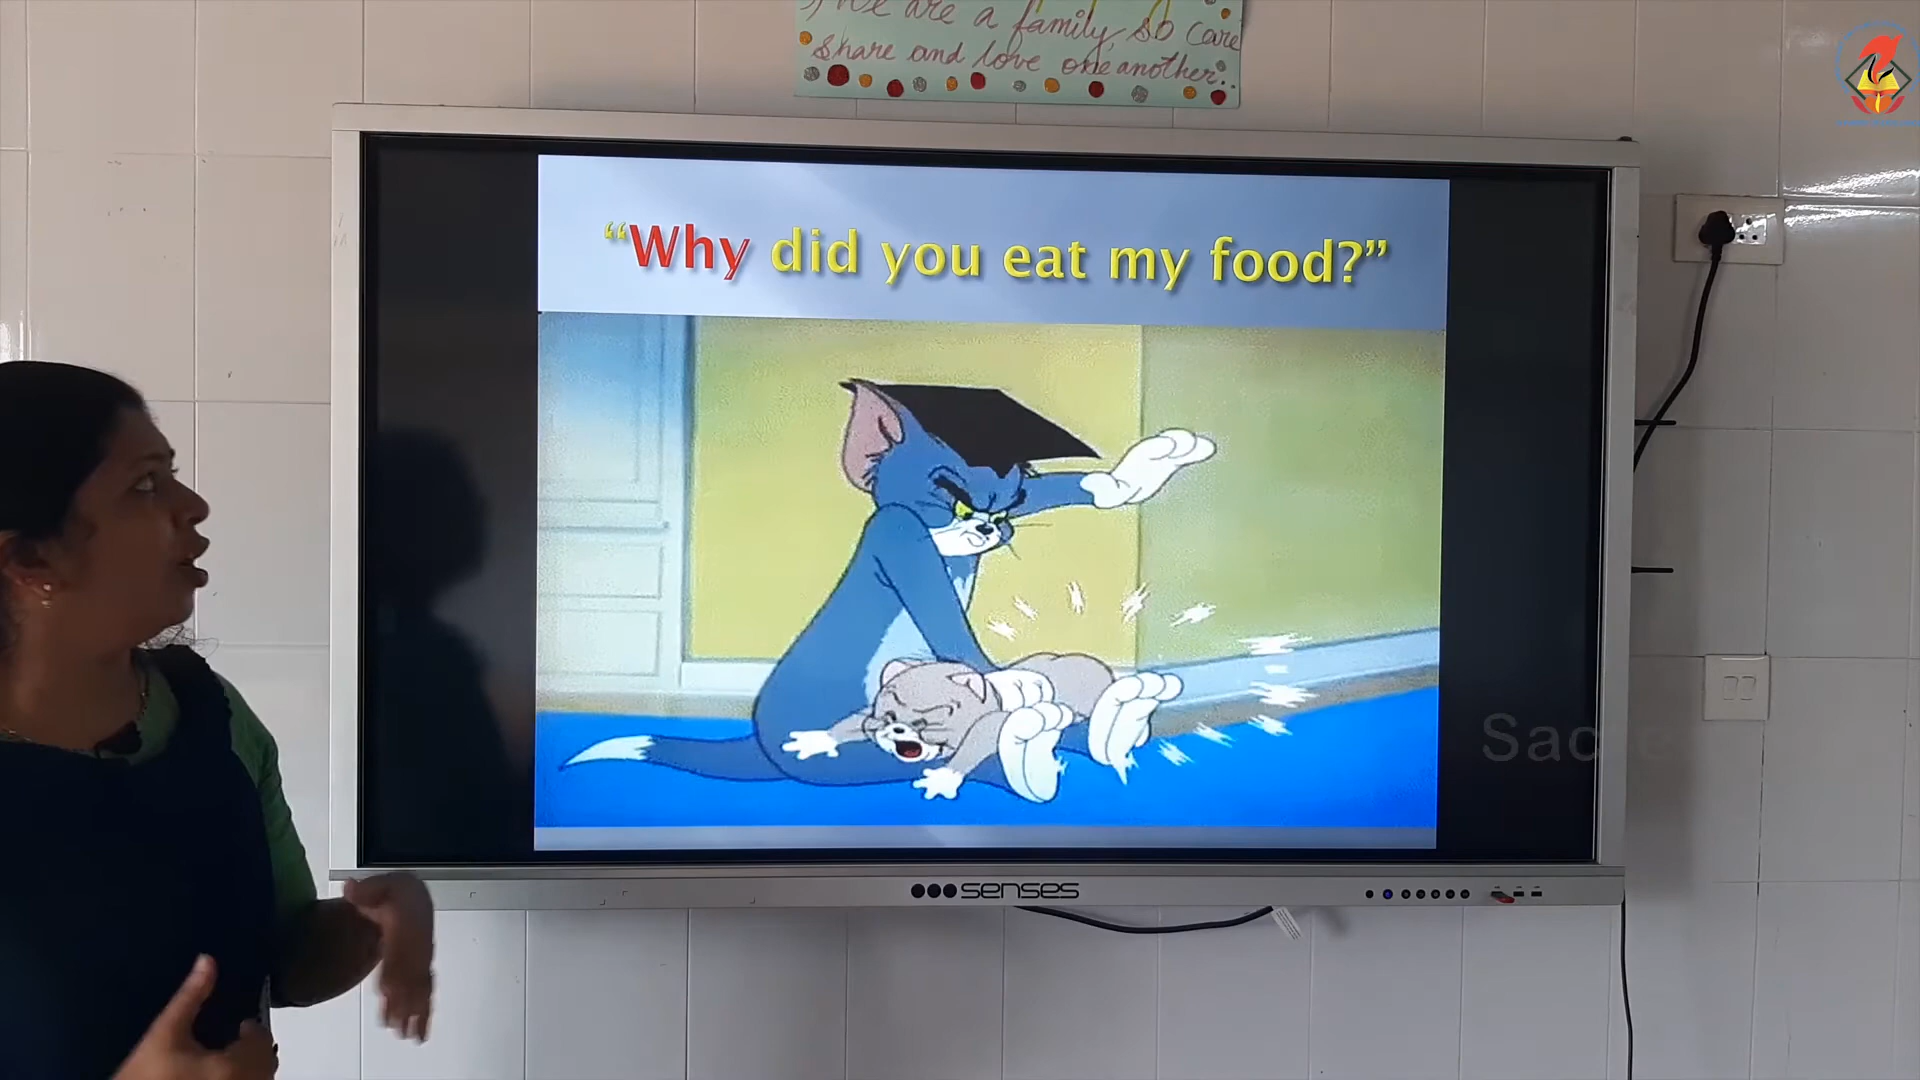 We are a family, so care
share and love one another.
“Why did you eat my food?”
senses